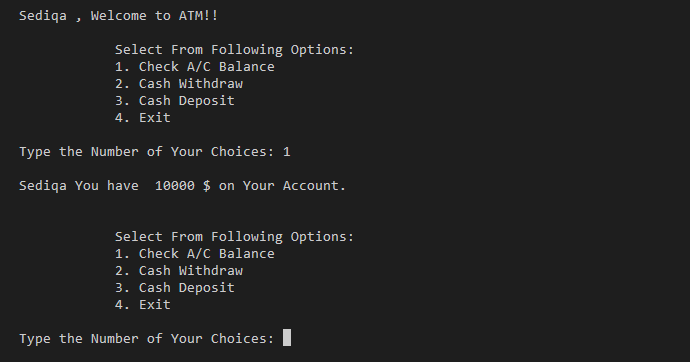 Sediqa , Welcome to ATM!!
Select From Following Options:
1. Check A/C Balance
2. Cash Withdraw
3. Cash Deposit
4. Exit
Type the Number of Your Choices: 1
Sediqa You have  10000 $ on Your Account.
Select From Following Options:
1. Check A/C Balance
2. Cash Withdraw
3. Cash Deposit
4. Exit
Type the Number of Your Choices: